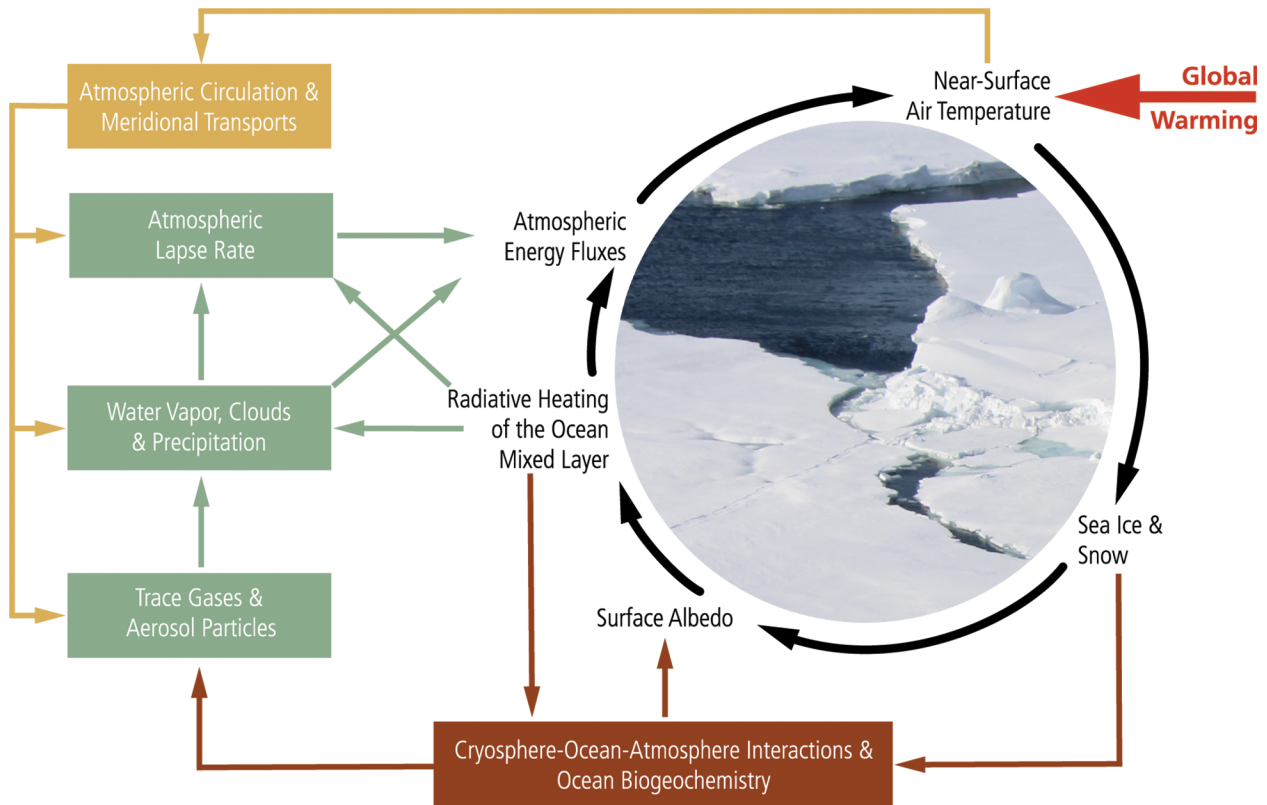 Atmospheric Circulation &
Meridional Transports
Near-Surface
Air Temperature
Global
Warming
Atmospheric
Lapse Rate
Atmospheric
Energy Fluxes
Water Vapor, Clouds
& Precipitation
Radiative Heating
of the Ocean
Mixed Layer
Sea Ice &
Snow
Trace Gases &
Aerosol Particles
Surface Albedo
Cryosphere-Ocean-Atmosphere Interactions &
Ocean Biogeochemistry